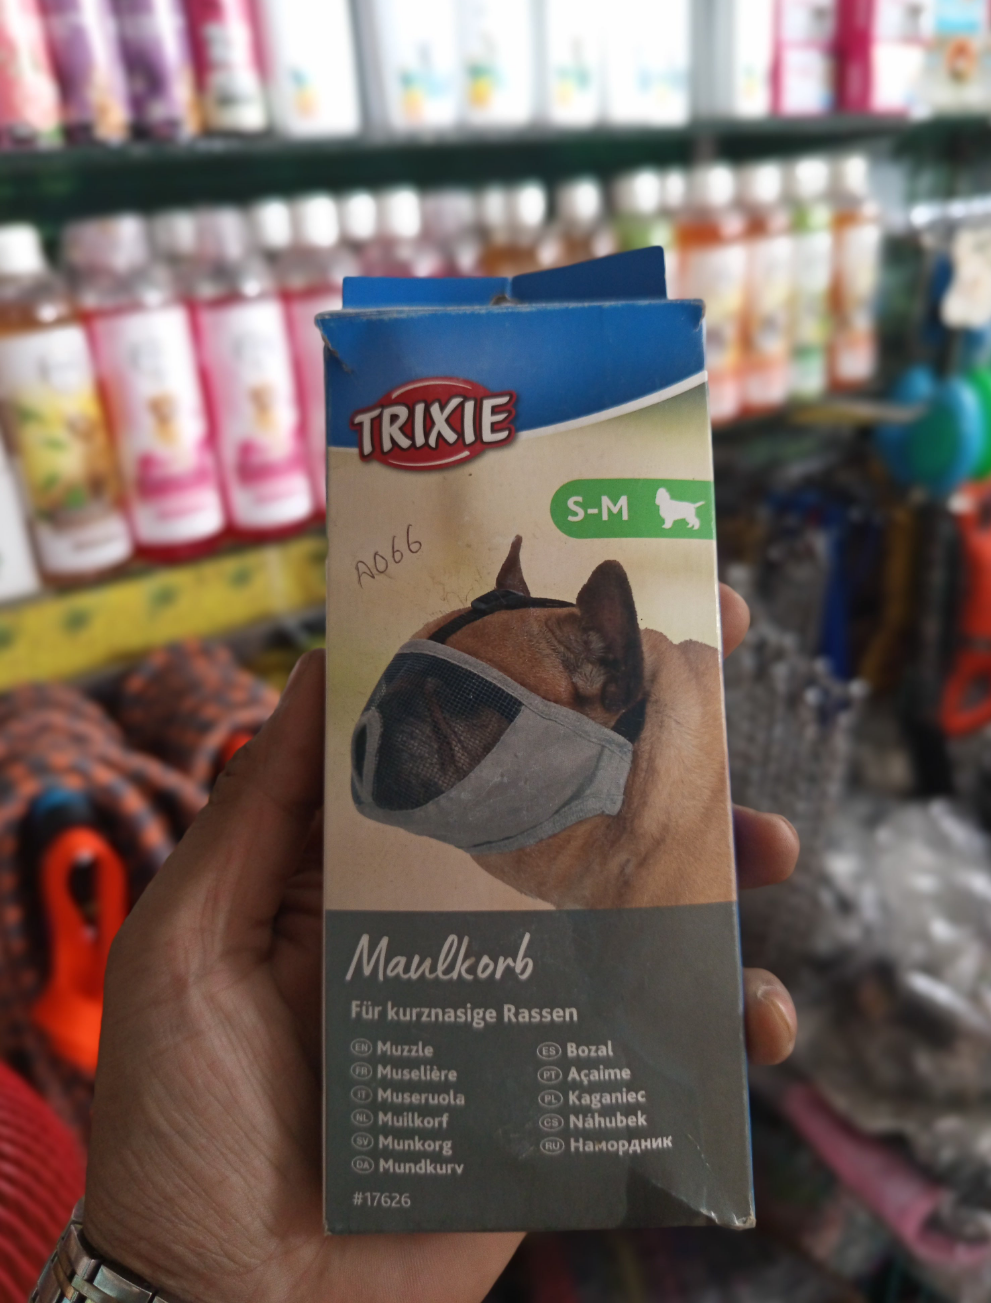 TRIXIE
S-M
A066
Maulkorb
Für kurznasige Rassen
EN Muzzle
FR Muselière
IT Museruola
NL Muilkorf
SV Munkorg
DA Mundkurv
ES Bozal
PT Açaime
PL Kaganiec
CS Náhubek
RU Намордник
#17626